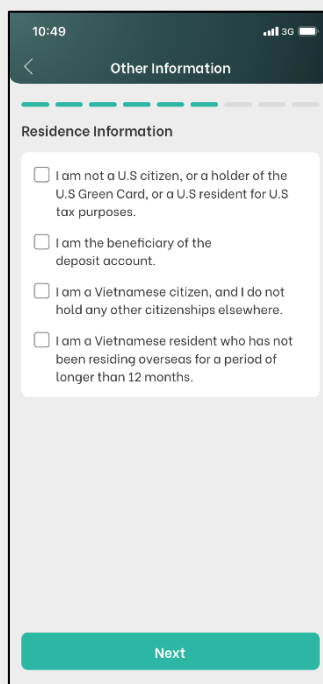 10:49
3G
Other Information
Residence Information
I am not a U.S citizen, or a holder of the
U.S Green Card, or a U.S resident for U.S
tax purposes.
I am the beneficiary of the
deposit account.
I am a Vietnamese citizen, and I do not
hold any other citizenships elsewhere.
I am a Vietnamese resident who has not
been residing overseas for a period of
longer than 12 months.
Next